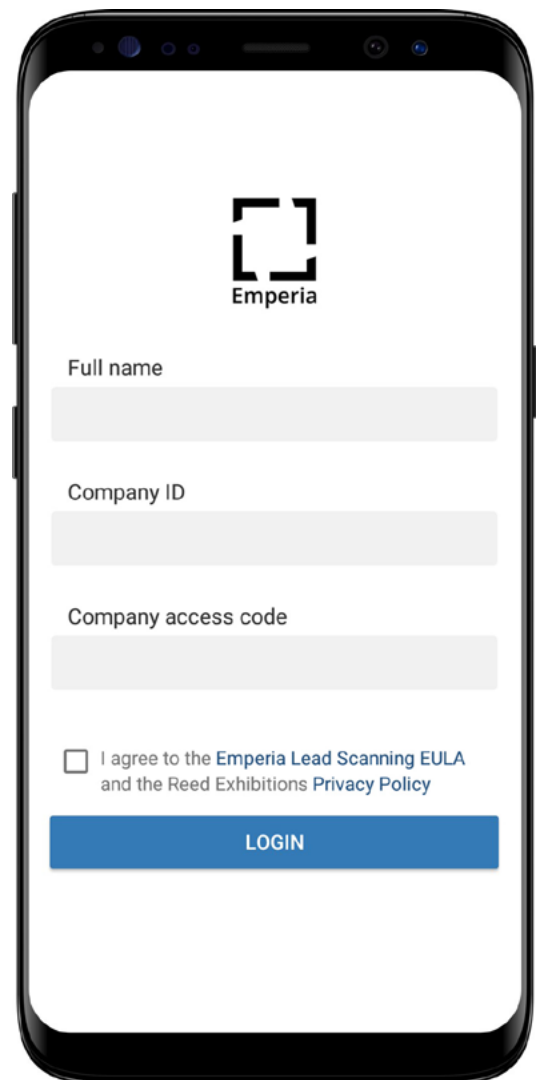 Emperia
Full name
Company ID
Company access code
I agree to the Emperia Lead Scanning EULA
and the Reed Exhibitions Privacy Policy
LOGIN